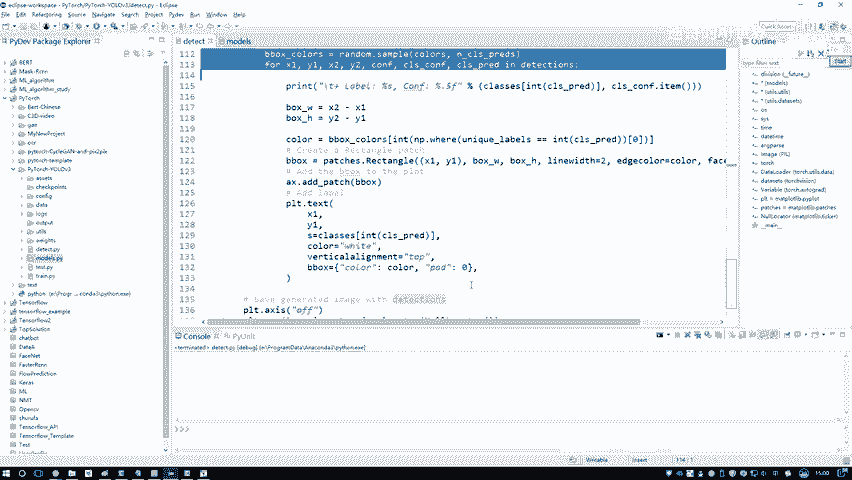 eclipse-workspace - PyTorch/PyTorch-YOLOv3/detect.py - Eclipse
File Edit Refactoring Source Navigate Search Project Pydev Run Window Help
Quick Access
PyDev Package Explorer
BERT
Mask-Rcnn
ML_algorithm
ML_algorithm_study
PyTorch
Bert-Chinese
C3D-video
gan
MyNewProject
ocr
pytorch-CycleGAN-and-pix2pix
pytorch-template
PyTorch-YOLOv3
assets
checkpoints
config
data
logs
output
utils
weights
detect.py
models.py
test.py
train.py
text
Tensorflow
tensorflow_example
Tensorflow2
TopSolution
chatbot
FaceNet
FasterRcnn
FlowPrediction
Keras
ML
NMT
Opencv
Tensorflow_API
Tensorflow_Template
Test
detect
models
112 bbox_colors = random.sample(colors, n_cls_preds)
113 for x1, y1, x2, y2, conf, cls_conf, cls_pred in detections:
114
115 print("\t+ Label: %s, Conf: %.5f" % (classes[int(cls_pred)], cls_conf.item()))
116
117 box_w = x2 - x1
118 box_h = y2 - y1
119
120 color = bbox_colors[int(np.where(unique_labels == int(cls_pred))[0])]
121 # Create a Rectangle patch
122 bbox = patches.Rectangle((x1, y1), box_w, box_h, linewidth=2, edgecolor=color, face
123 # Add the bbox to the plot
124 ax.add_patch(bbox)
125 # Add label
126 plt.text(
127 x1,
128 y1,
129 s=classes[int(cls_pred)],
130 color="white",
131 verticalalignment="top",
132 bbox={"color": color, "pad": 0},
133 )
134
135 # Save generated image with detections
136 plt.axis("off")
Console
PyUnit
<terminated> detect.py [debug] [e:\ProgramData\Anaconda3\python.exe]
>>>
Outline
type filter text
division (__future__)
* (models)
* (utils.utils)
* (utils.datasets)
os
sys
time
datetime
argparse
Image (PIL)
torch
DataLoader (torch.utils.data)
datasets (torchvision)
Variable (torch.autograd)
plt = matplotlib.pyplot
patches = matplotlib.patches
NullLocator (matplotlib.ticker)
__main__
Writable
Insert
114 : 1
15:00